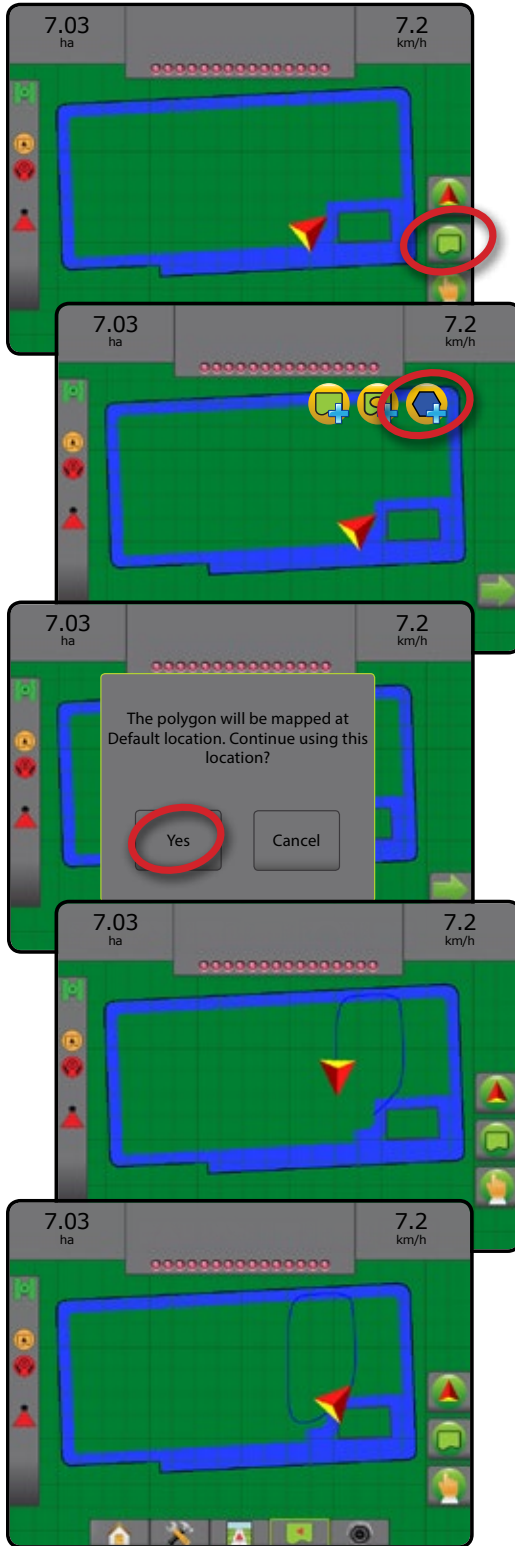 7.03
ha
7.2
km/h
7.03
ha
7.2
km/h
7.03
ha
7.2
km/h
The polygon will be mapped at
Default location. Continue using this
location?
Yes
Cancel
7.03
ha
7.2
km/h
7.03
ha
7.2
km/h